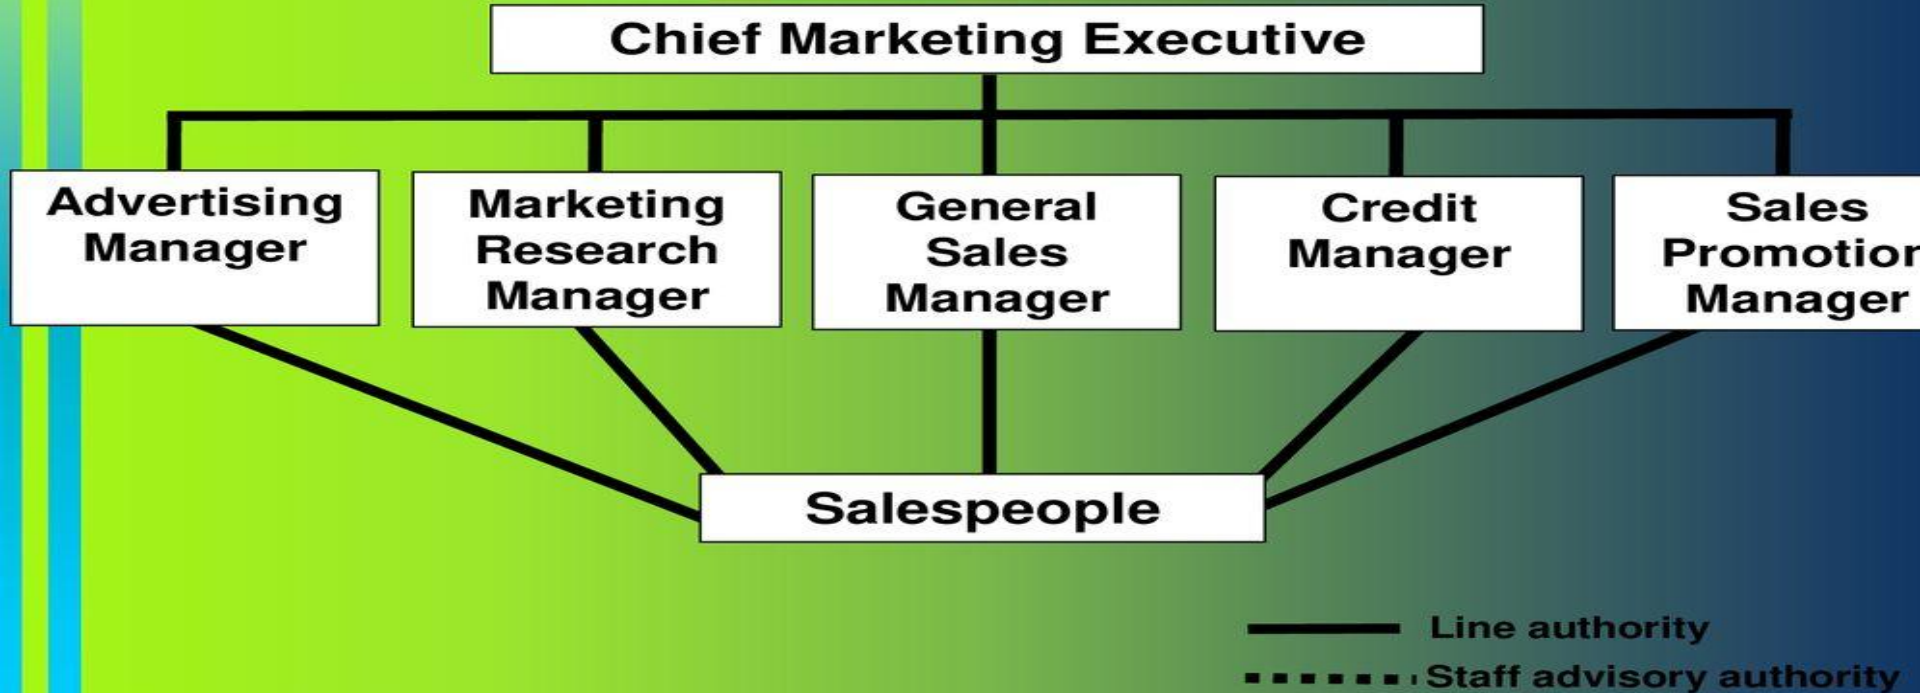 Chief Marketing Executive
Advertising
Manager
Marketing
Research
Manager
General
Sales
Manager
Credit
Manager
Sales
Promotion
Manager
Salespeople
Line authority
Staff advisory authority